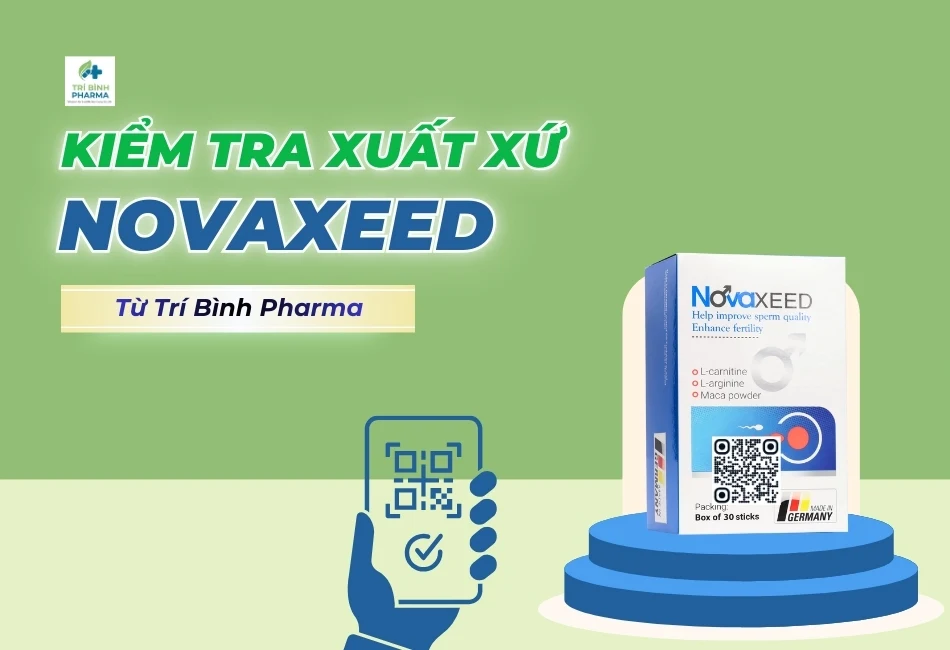 TRÍ BÌNH
PHARMA
KIỂM TRA XUẤT XỨ
NOVAXEED
Từ Trí Bình Pharma
NovaXEED
Help improve sperm quality
Enhance fertility
L-carnitine
L-arginine
Maca powder
Packing:
Box of 30 sticks
MADE IN
GERMANY
GERMANY